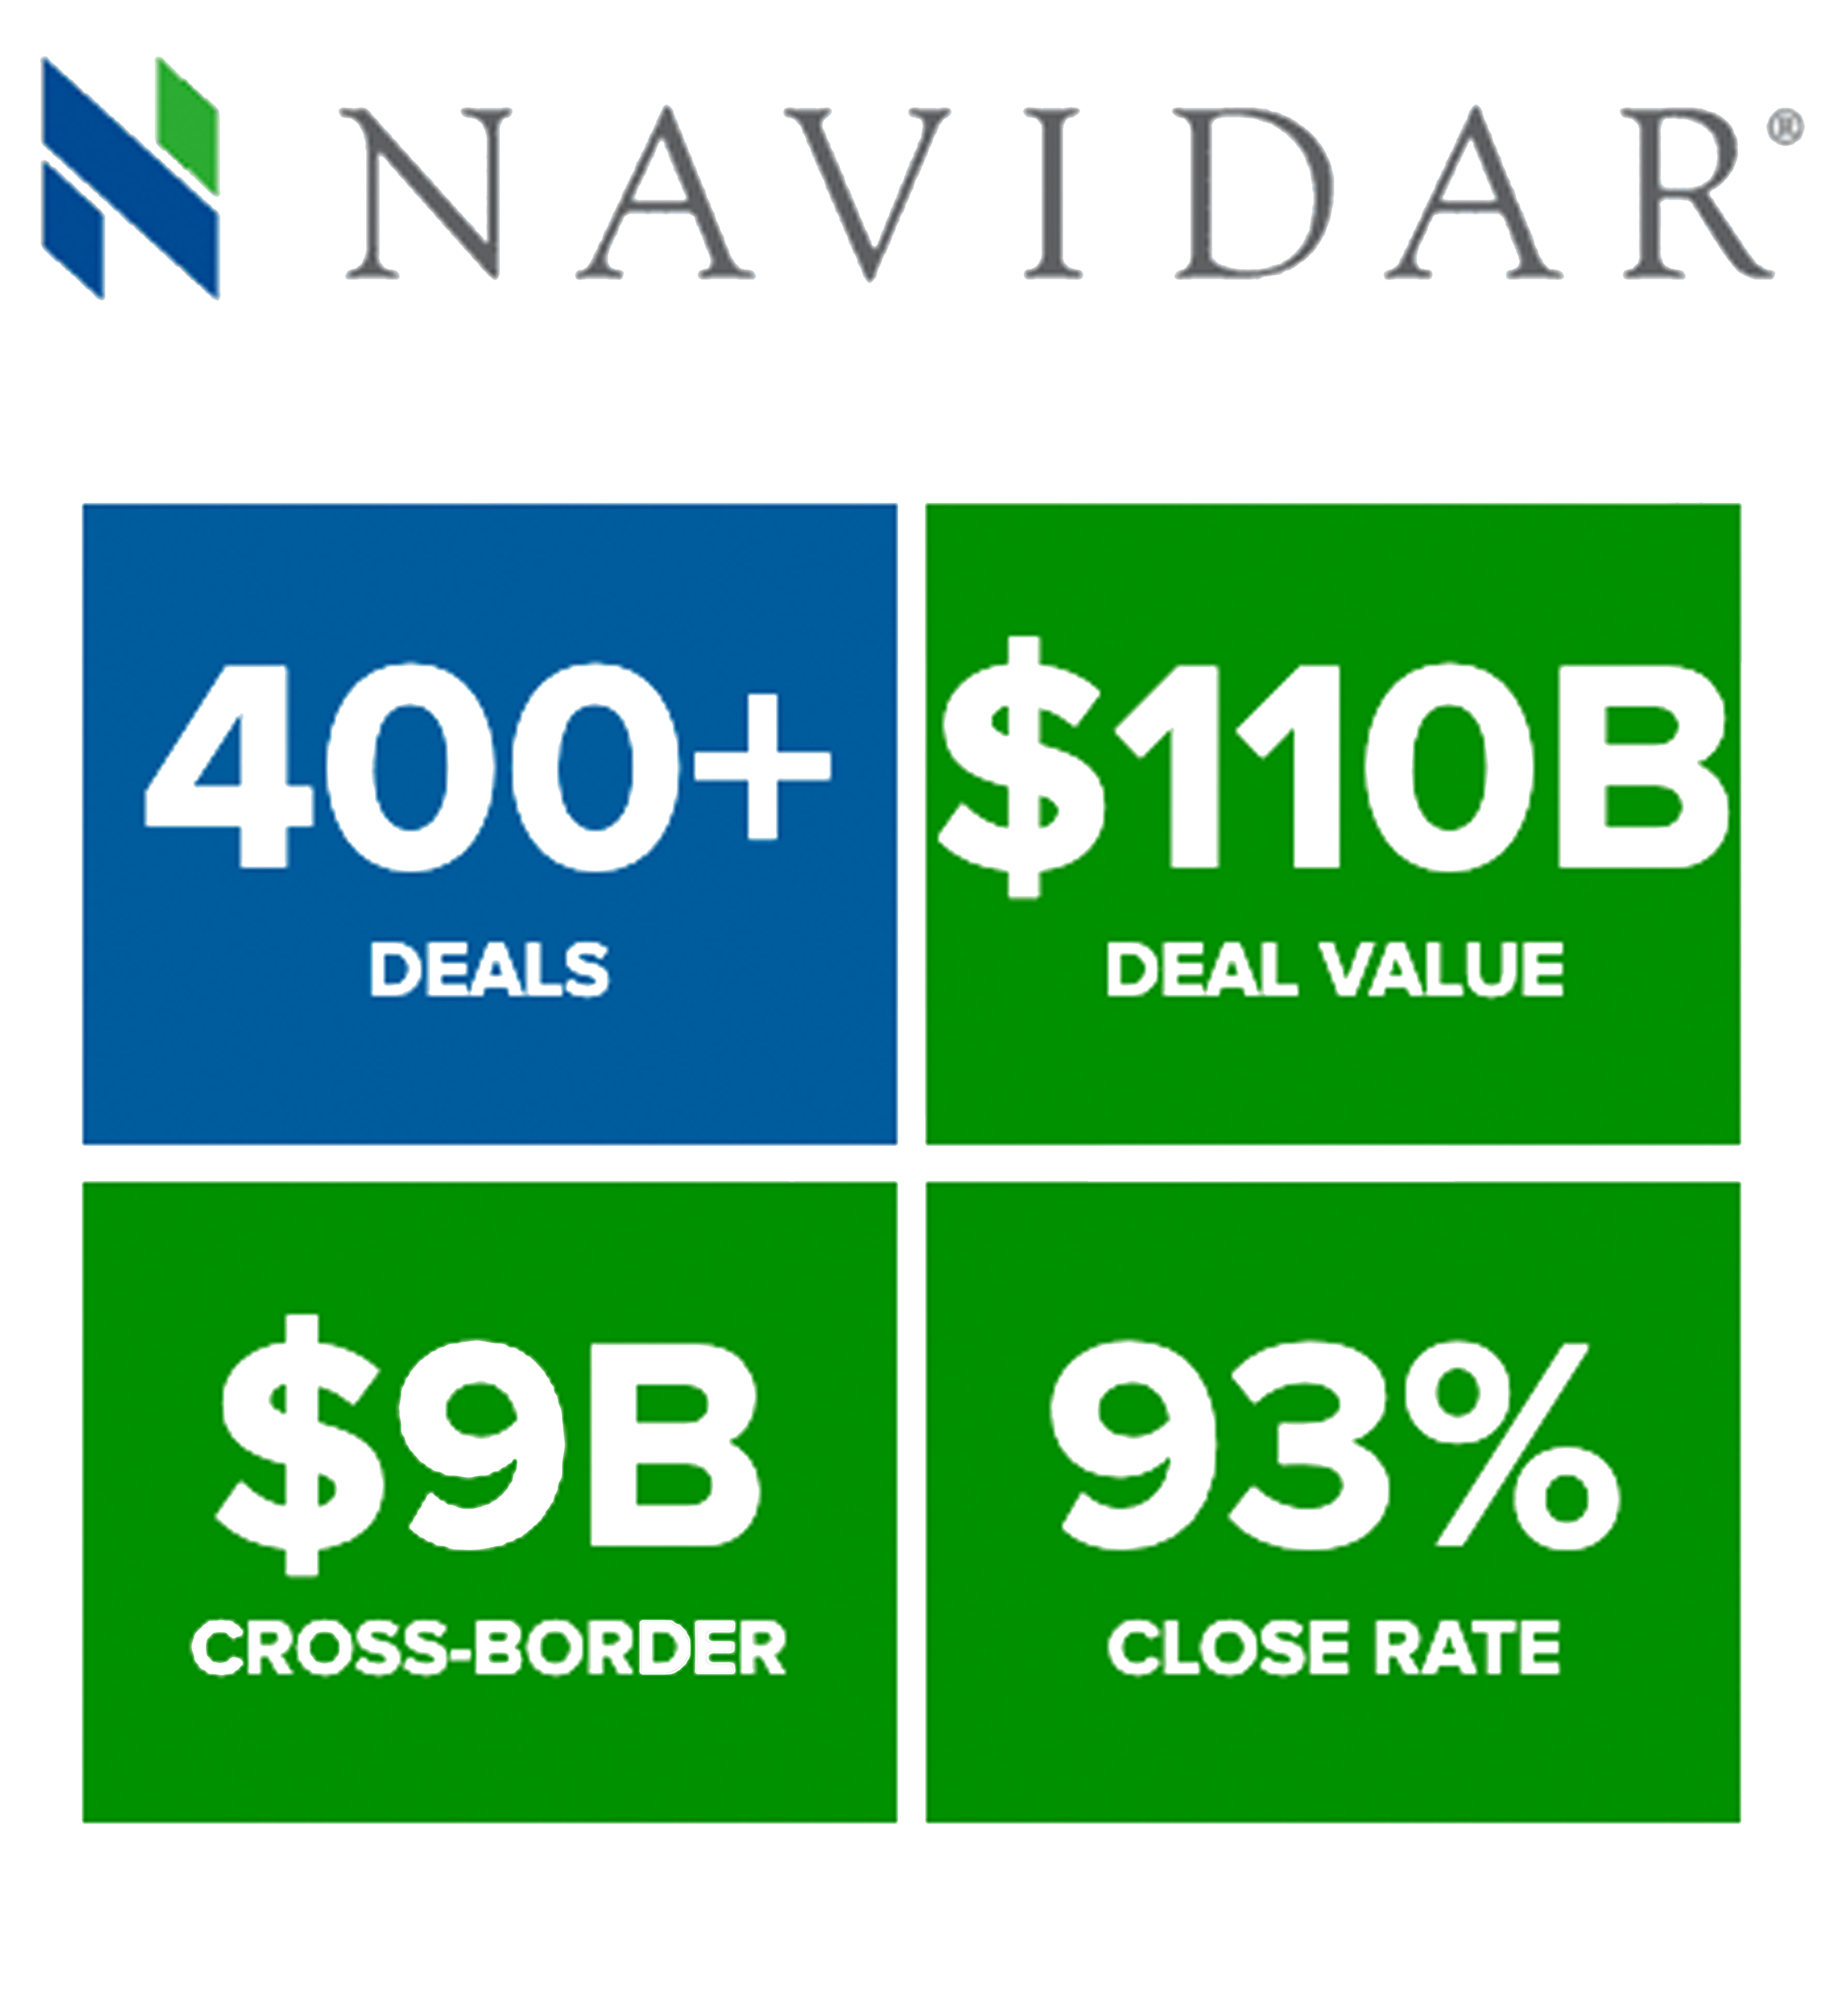 NAVIDAR®
400+
DEALS
$110B
DEAL VALUE
$9B
CROSS-BORDER
93%
CLOSE RATE